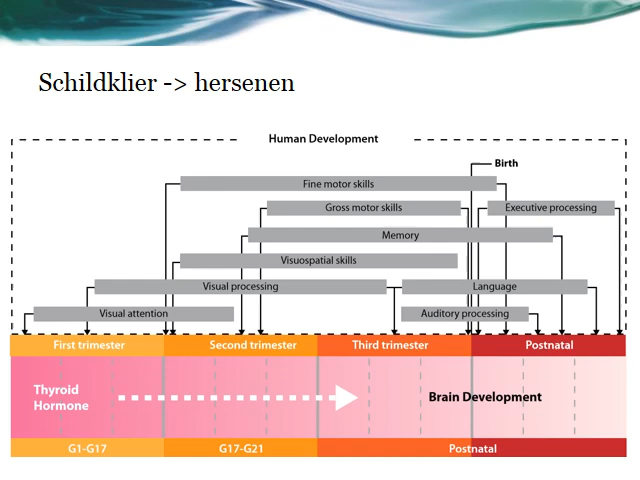 Schildklier -> hersenen
Human Development
Birth
Fine motor skills
Gross motor skills
Executive processing
Memory
Visuospatial skills
Visual processing
Language
Visual attention
Auditory processing
First trimester
Second trimester
Third trimester
Postnatal
Thyroid
Hormone
Brain Development
G1-G17
G17-G21
Postnatal